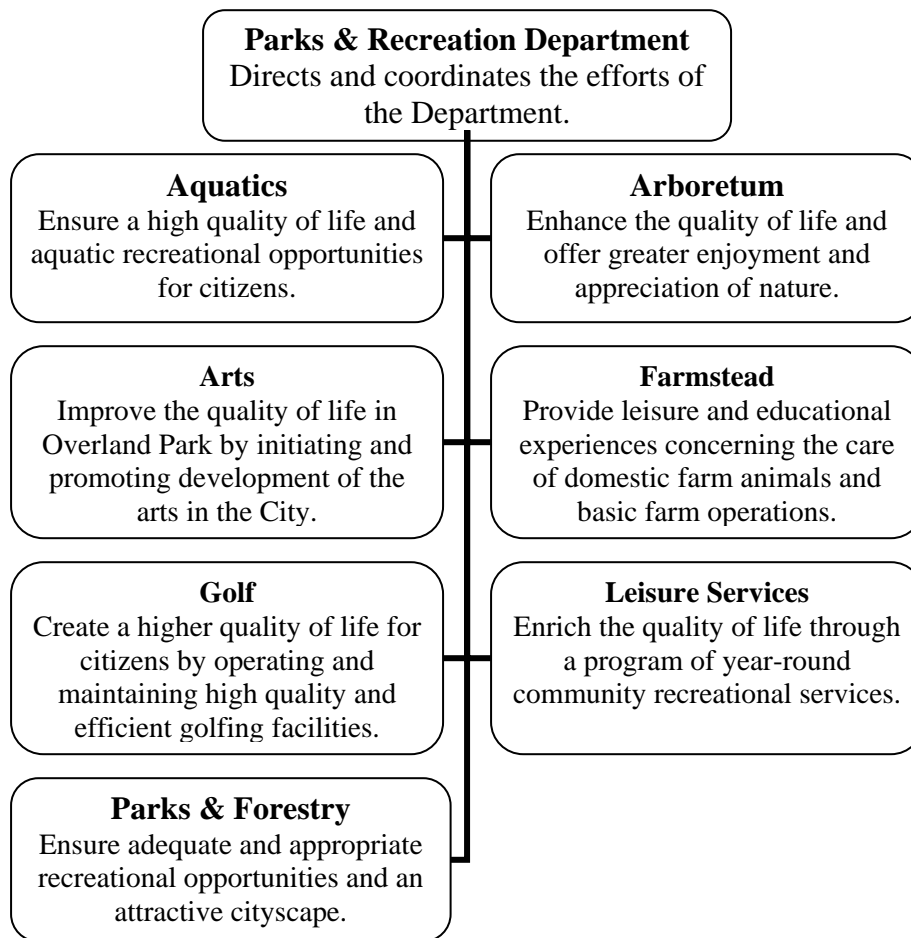 Parks & Recreation Department
Directs and coordinates the efforts of
the Department.
Aquatics
Ensure a high quality of life and
aquatic recreational opportunities
for citizens.
Arboretum
Enhance the quality of life and
offer greater enjoyment and
appreciation of nature.
Arts
Improve the quality of life in
Overland Park by initiating and
promoting development of the
arts in the City.
Farmstead
Provide leisure and educational
experiences concerning the care
of domestic farm animals and
basic farm operations.
Golf
Create a higher quality of life for
citizens by operating and
maintaining high quality and
efficient golfing facilities.
Leisure Services
Enrich the quality of life through
a program of year-round
community recreational services.
Parks & Forestry
Ensure adequate and appropriate
recreational opportunities and an
attractive cityscape.